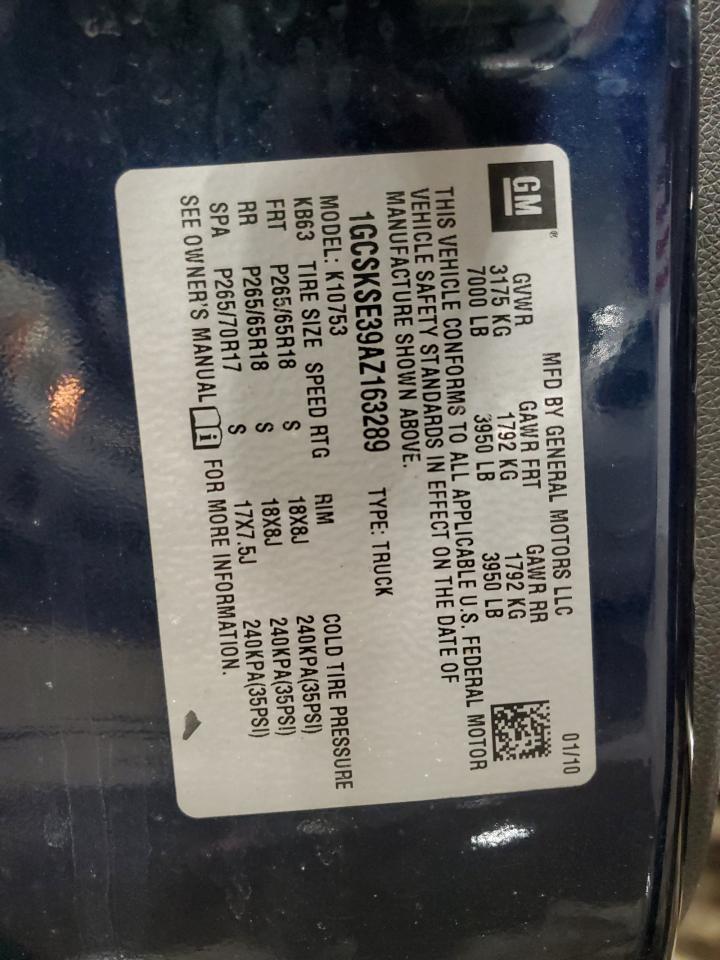 GM®
MFD BY GENERAL MOTORS LLC
01/10
GVWR GAWR FRT GAWR RR
3175 KG 1792 KG 1792 KG
7000 LB 3950 LB 3950 LB
THIS VEHICLE CONFORMS TO ALL APPLICABLE U.S. FEDERAL MOTOR
VEHICLE SAFETY STANDARDS IN EFFECT ON THE DATE OF
MANUFACTURE SHOWN ABOVE.
1GCSKSE39AZ163289 TYPE: TRUCK
MODEL: K10753
KB63 TIRE SIZE SPEED RTG RIM COLD TIRE PRESSURE
FRT P265/65R18 S 18X8J 240KPA(35PSI)
RR P265/65R18 S 18X8J 240KPA(35PSI)
SPA P265/70R17 S 17X7.5J 240KPA(35PSI)
SEE OWNER'S MANUAL i FOR MORE INFORMATION.